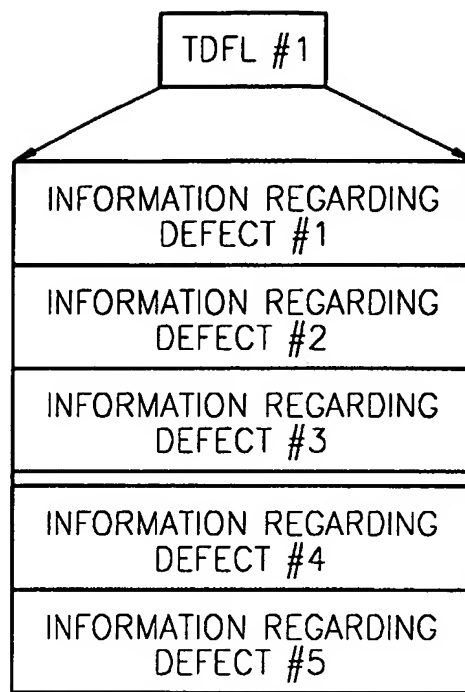 TDFL #1
INFORMATION REGARDING
DEFECT #1
INFORMATION REGARDING
DEFECT #2
INFORMATION REGARDING
DEFECT #3
INFORMATION REGARDING
DEFECT #4
INFORMATION REGARDING
DEFECT #5